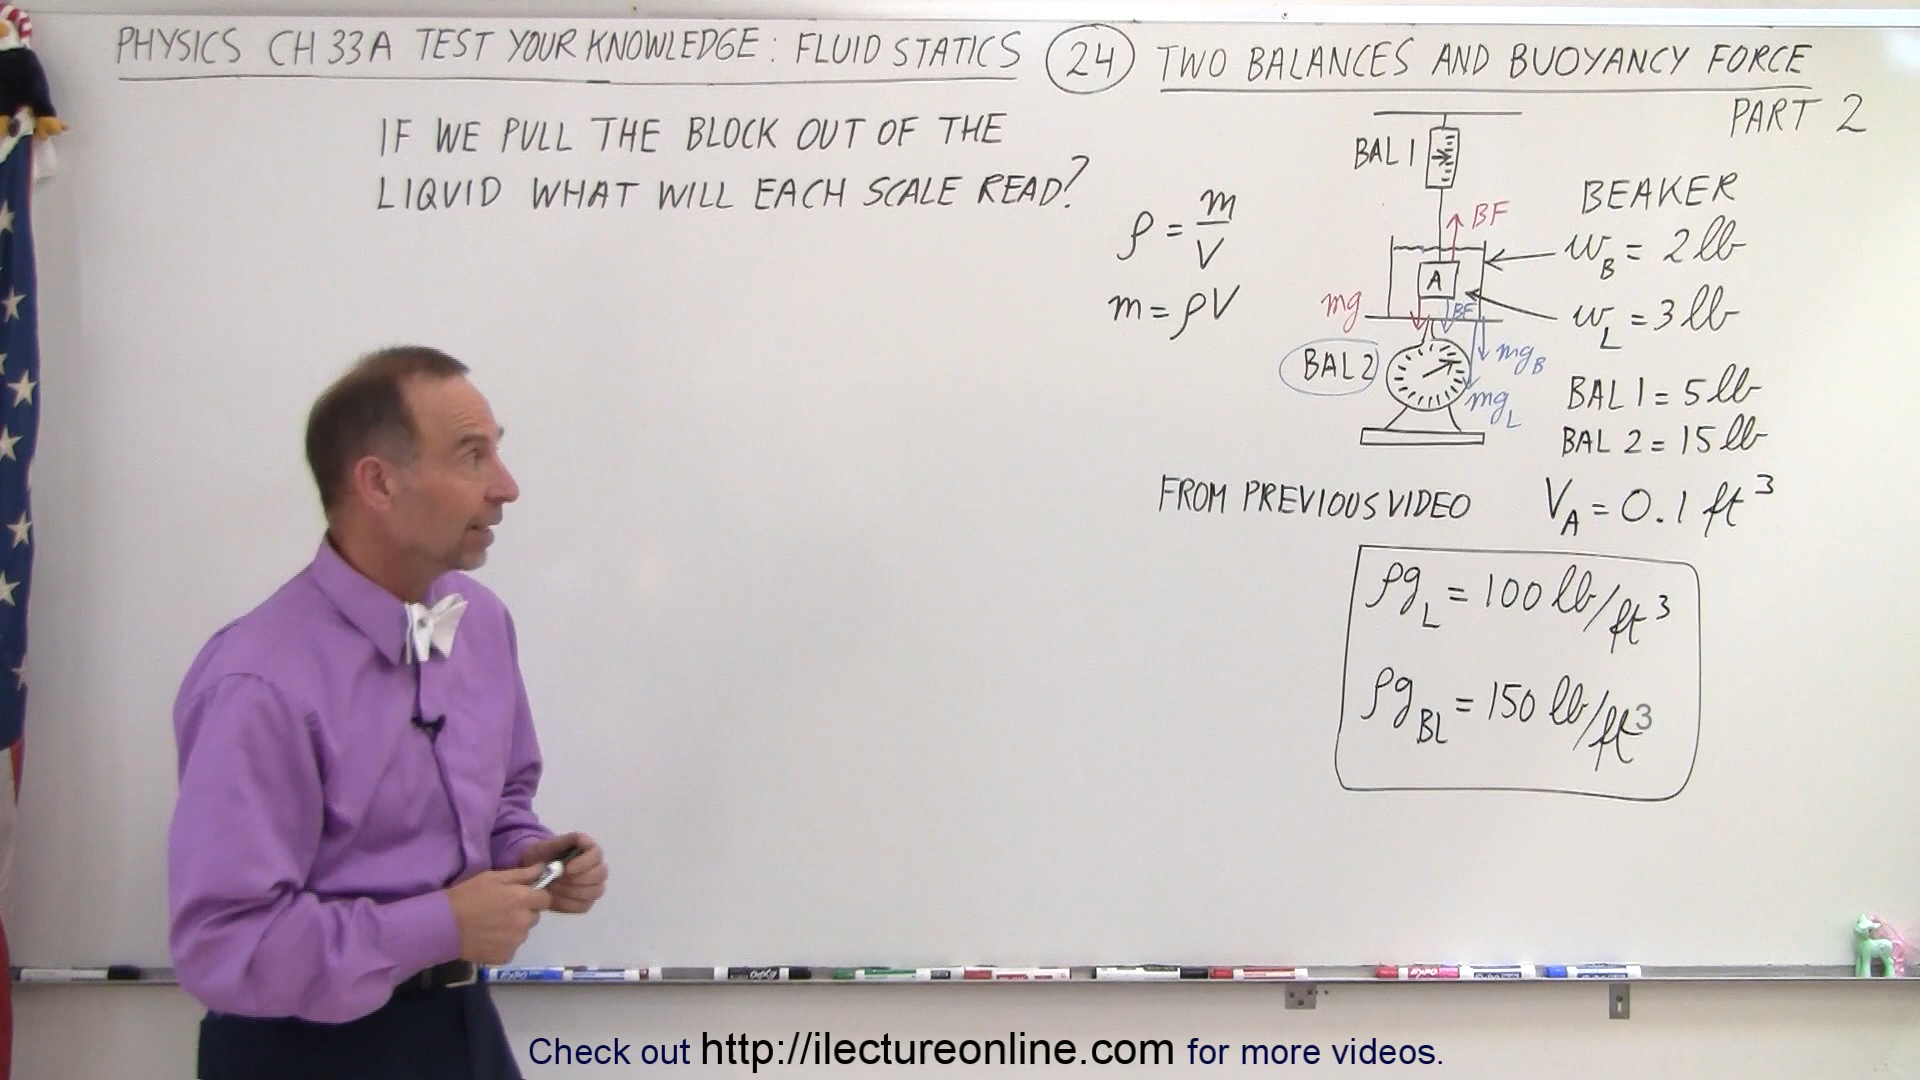 PHYSICS CH 33A TEST YOUR KNOWLEDGE: FLUID STATICS 24 TWO BALANCES AND BUOYANCY FORCE
PART 2
IF WE PULL THE BLOCK OUT OF THE
LIQUID WHAT WILL EACH SCALE READ?
ρ = m/V
m = ρV
BAL 1
BF
A
mg
BF
BAL 2
mg_B
mg_L
BEAKER
w_B = 2 lb
w_L = 3 lb
BAL 1 = 5 lb
BAL 2 = 15 lb
FROM PREVIOUS VIDEO V_A = 0.1 ft³
ρg_L = 100 lb/ft³
ρg_BL = 150 lb/ft³
EXPO
EXPO
Check out http://ilectureonline.com for more videos.